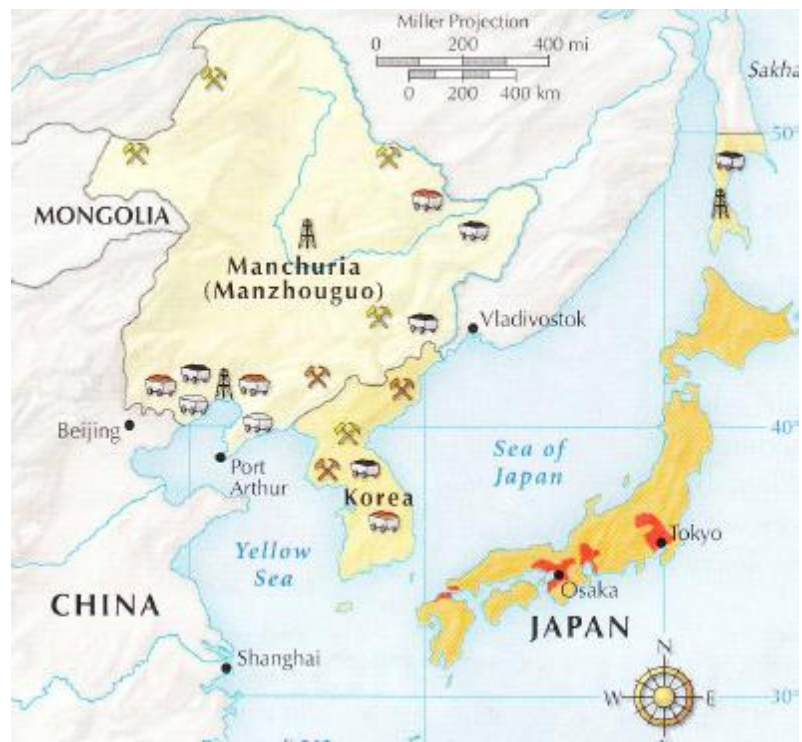 Miller Projection
0 200 400 mi
0 200 400 km
Sakha
50°
MONGOLIA
Manchuria
(Manzhouguo)
Vladivostok
Beijing
40°
Port
Arthur
Sea of
Japan
Korea
Tokyo
Yellow
Sea
Osaka
CHINA
JAPAN
Shanghai
N
W E
30°